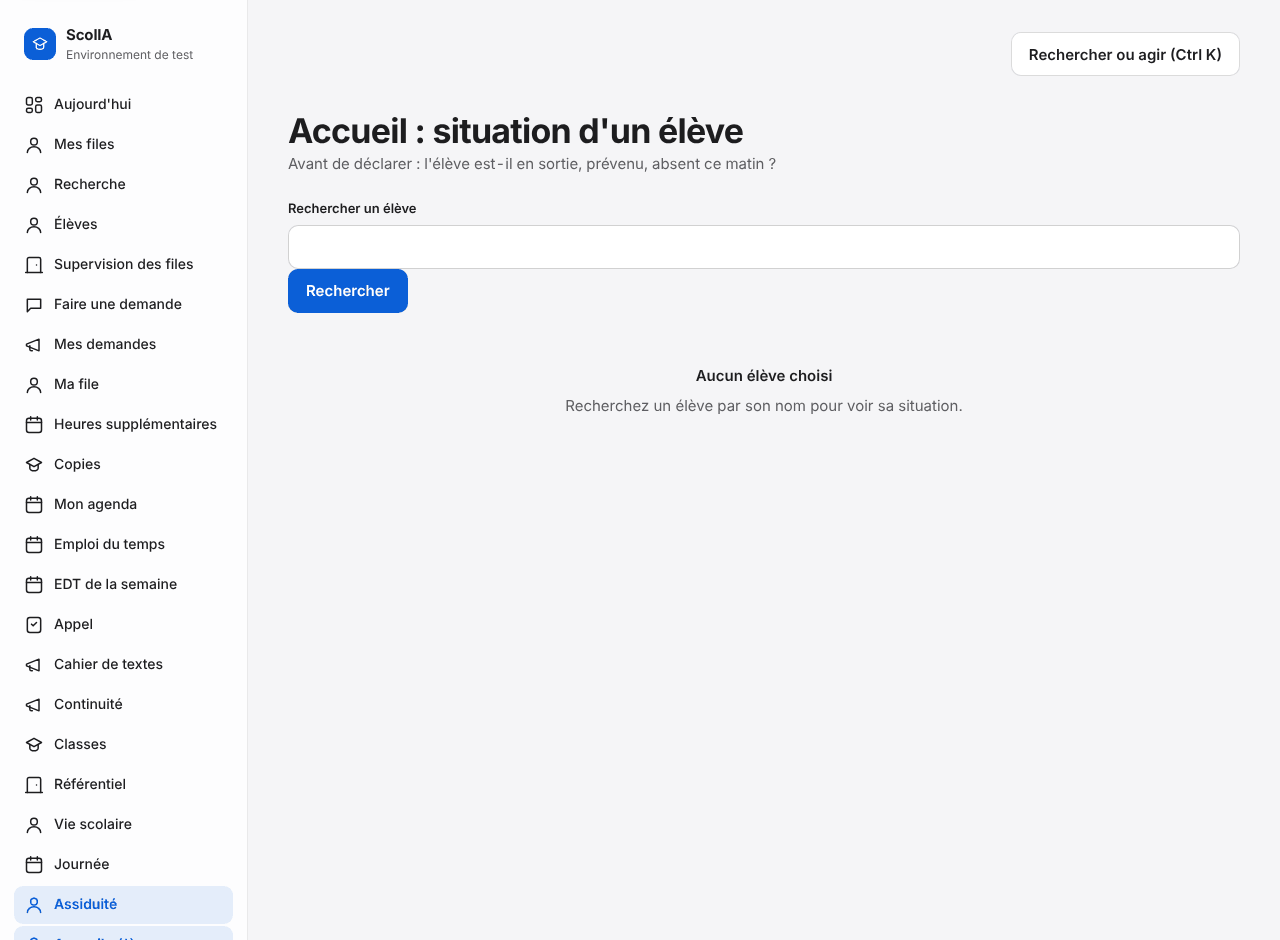 ScolIA
Environnement de test
Aujourd'hui
Mes files
Recherche
Élèves
Supervision des files
Faire une demande
Mes demandes
Ma file
Heures supplémentaires
Copies
Mon agenda
Emploi du temps
EDT de la semaine
Appel
Cahier de textes
Continuité
Classes
Référentiel
Vie scolaire
Journée
Assiduité
Rechercher ou agir (Ctrl K)
Accueil : situation d'un élève
Avant de déclarer : l'élève est-il en sortie, prévenu, absent ce matin ?
Rechercher un élève
Rechercher
Aucun élève choisi
Recherchez un élève par son nom pour voir sa situation.